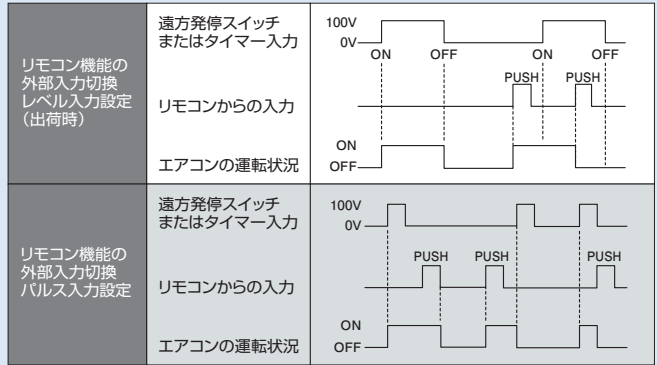 リモコン機能の
外部入力切換
レベル入力設定
（出荷時）
遠方発停スイッチ
またはタイマー入力
100V
0V
ON OFF ON OFF
リモコンからの入力
PUSH PUSH
エアコンの運転状況
ON
OFF
リモコン機能の
外部入力切換
パルス入力設定
遠方発停スイッチ
またはタイマー入力
100V
0V
リモコンからの入力
PUSH PUSH PUSH
エアコンの運転状況
ON
OFF